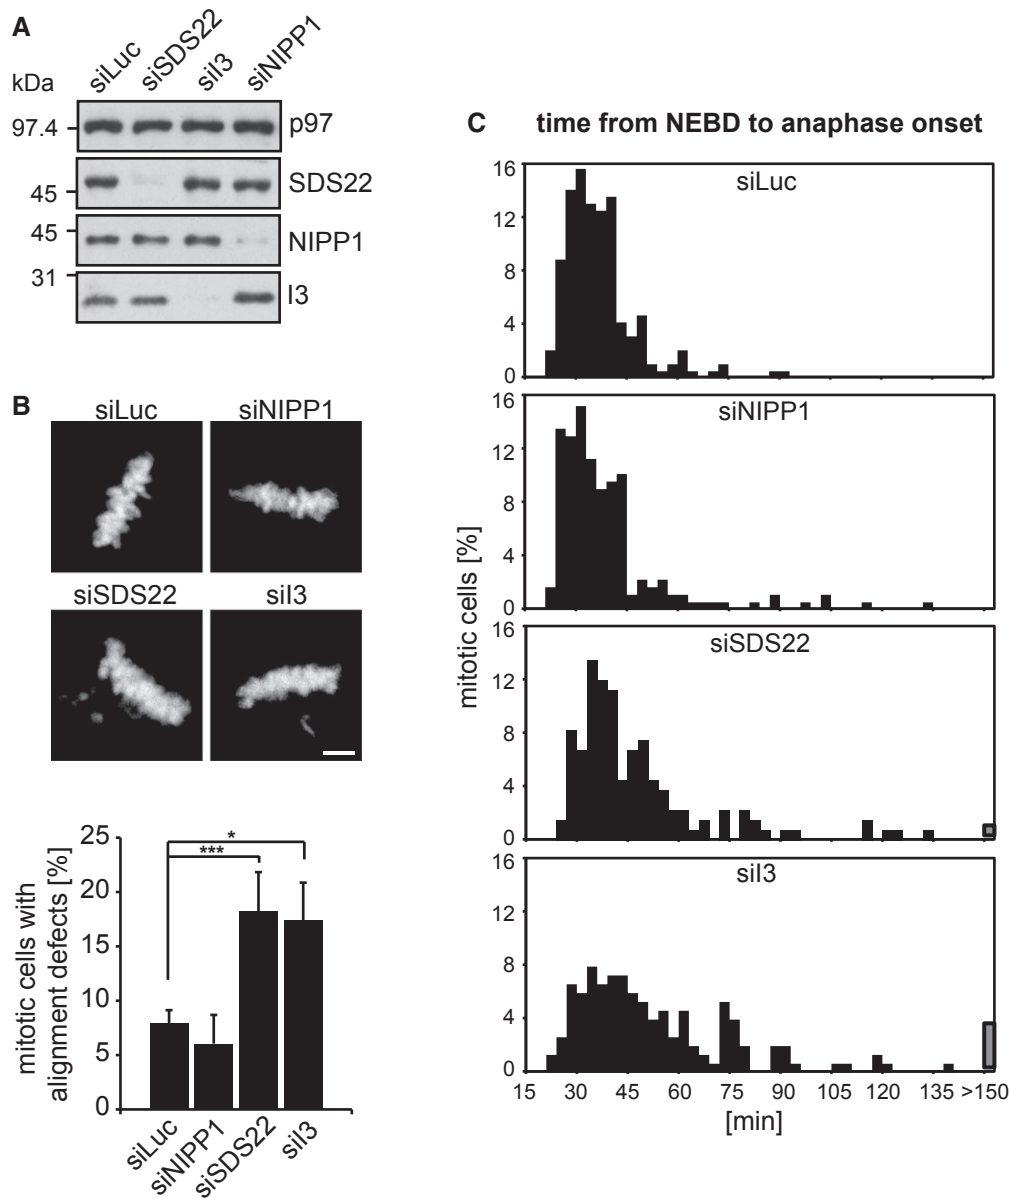 A
siLuc
siSDS22
siI3
siNIPP1
kDa
97.4
p97
45
SDS22
45
NIPP1
31
I3
B
siLuc
siNIPP1
siSDS22
siI3
mitotic cells with
alignment defects [%]
25
20
15
10
5
0
*
***
siLuc
siNIPP1
siSDS22
siI3
C
time from NEBD to anaphase onset
mitotic cells [%]
siLuc
16
12
8
4
0
siNIPP1
16
12
8
4
0
siSDS22
16
12
8
4
0
siI3
16
12
8
4
0
15 30 45 60 75 90 105 120 135 >150
[min]